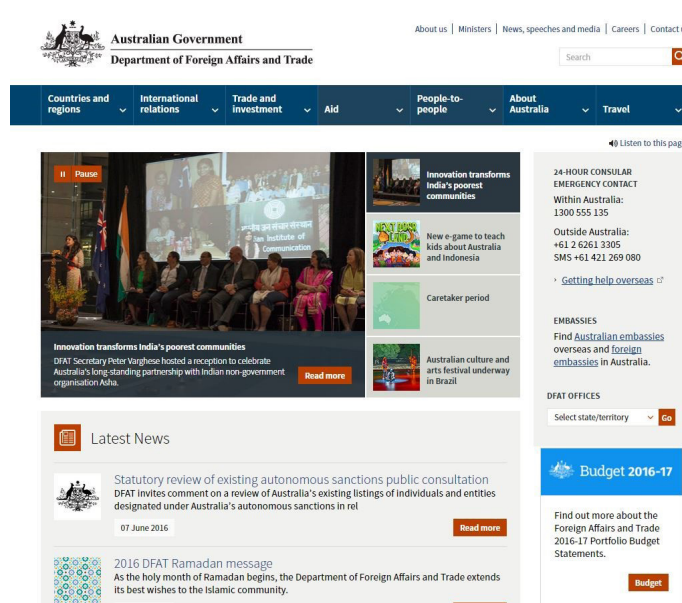 About us | Ministers | News, speeches and media | Careers | Contact
Australian Government
Department of Foreign Affairs and Trade
Search
Countries and regions
International relations
Trade and investment
Aid
People-to-people
About Australia
Travel
Listen to this pag
Pause
Innovation transforms India's poorest communities
DFAT Secretary Peter Varghese hosted a reception to celebrate
Australia's long-standing partnership with Indian non-government
organisation Asha.
Read more
Innovation transforms
India's poorest
communities
New e-game to teach
kids about Australia
and Indonesia
Caretaker period
Australian culture and
arts festival underway
in Brazil
24-HOUR CONSULAR
EMERGENCY CONTACT
Within Australia:
1300 555 135
Outside Australia:
+61 2 6261 3305
SMS +61 421 269 080
Getting help overseas
EMBASSIES
Find Australian embassies
overseas and foreign
embassies in Australia.
DFAT OFFICES
Select state/territory
Go
Latest News
Statutory review of existing autonomous sanctions public consultation
DFAT invites comment on a review of Australia's existing listings of individuals and entities
designated under Australia's autonomous sanctions in rel
07 June 2016
Read more
2016 DFAT Ramadan message
As the holy month of Ramadan begins, the Department of Foreign Affairs and Trade extends
its best wishes to the Islamic community.
Budget 2016-17
Find out more about the
Foreign Affairs and Trade
2016-17 Portfolio Budget
Statements.
Budget